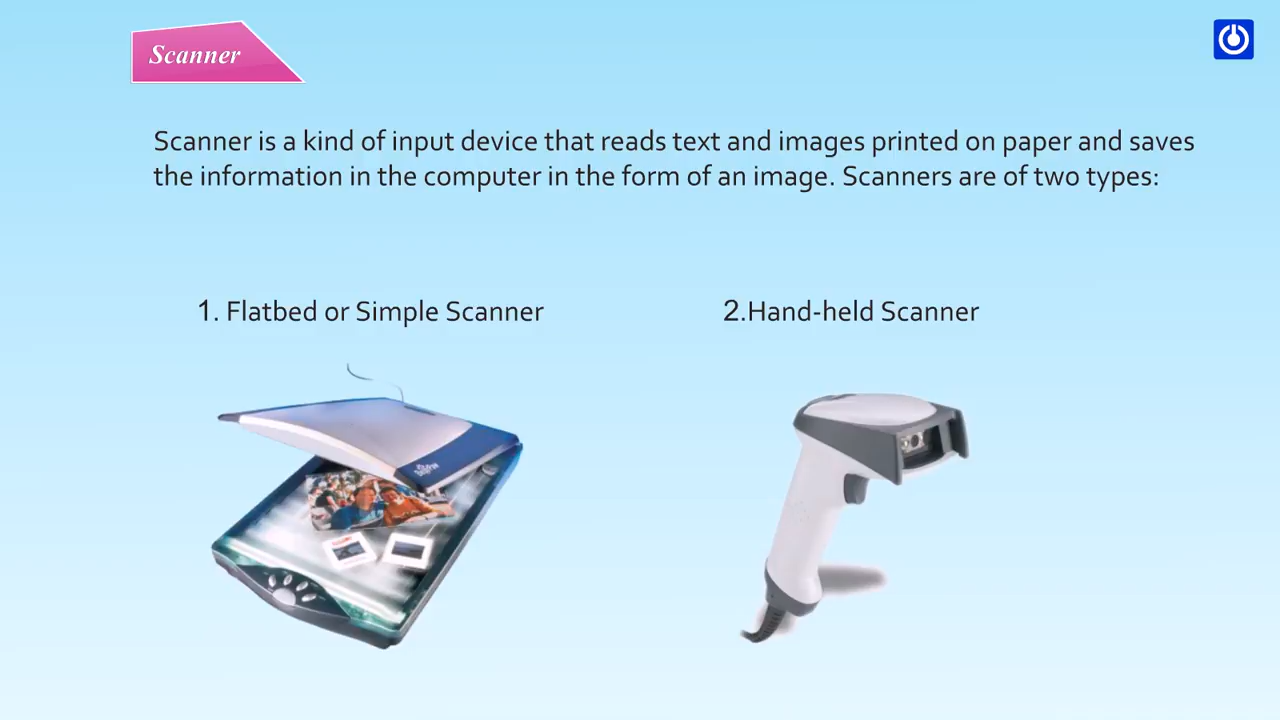 Scanner
Scanner is a kind of input device that reads text and images printed on paper and saves
the information in the computer in the form of an image. Scanners are of two types:
1. Flatbed or Simple Scanner
2.Hand-held Scanner